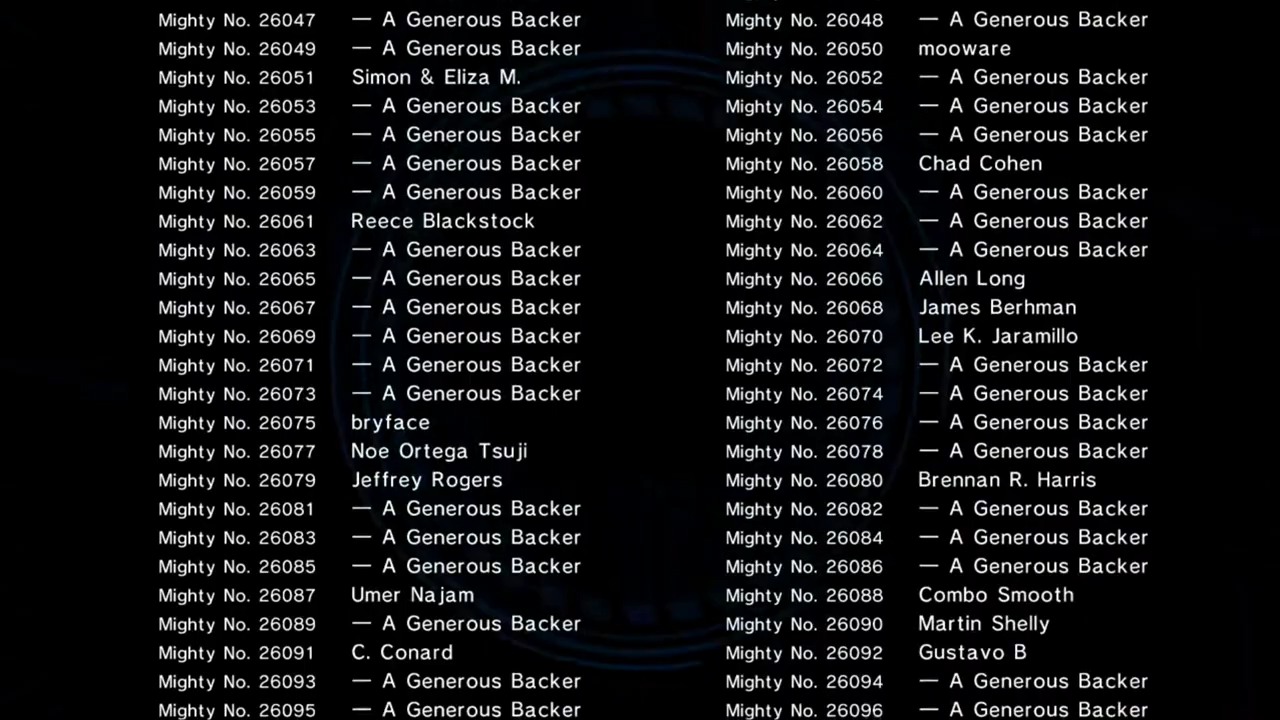 Mighty No. 26047 — A Generous Backer Mighty No. 26048 — A Generous Backer
Mighty No. 26049 — A Generous Backer Mighty No. 26050 mooware
Mighty No. 26051 Simon & Eliza M. Mighty No. 26052 — A Generous Backer
Mighty No. 26053 — A Generous Backer Mighty No. 26054 — A Generous Backer
Mighty No. 26055 — A Generous Backer Mighty No. 26056 — A Generous Backer
Mighty No. 26057 — A Generous Backer Mighty No. 26058 Chad Cohen
Mighty No. 26059 — A Generous Backer Mighty No. 26060 — A Generous Backer
Mighty No. 26061 Reece Blackstock Mighty No. 26062 — A Generous Backer
Mighty No. 26063 — A Generous Backer Mighty No. 26064 — A Generous Backer
Mighty No. 26065 — A Generous Backer Mighty No. 26066 Allen Long
Mighty No. 26067 — A Generous Backer Mighty No. 26068 James Berhman
Mighty No. 26069 — A Generous Backer Mighty No. 26070 Lee K. Jaramillo
Mighty No. 26071 — A Generous Backer Mighty No. 26072 — A Generous Backer
Mighty No. 26073 — A Generous Backer Mighty No. 26074 — A Generous Backer
Mighty No. 26075 bryface Mighty No. 26076 — A Generous Backer
Mighty No. 26077 Noe Ortega Tsuji Mighty No. 26078 — A Generous Backer
Mighty No. 26079 Jeffrey Rogers Mighty No. 26080 Brennan R. Harris
Mighty No. 26081 — A Generous Backer Mighty No. 26082 — A Generous Backer
Mighty No. 26083 — A Generous Backer Mighty No. 26084 — A Generous Backer
Mighty No. 26085 — A Generous Backer Mighty No. 26086 — A Generous Backer
Mighty No. 26087 Umer Najam Mighty No. 26088 Combo Smooth
Mighty No. 26089 — A Generous Backer Mighty No. 26090 Martin Shelly
Mighty No. 26091 C. Conard Mighty No. 26092 Gustavo B
Mighty No. 26093 — A Generous Backer Mighty No. 26094 — A Generous Backer
Mighty No. 26095 — A Generous Backer Mighty No. 26096 — A Generous Backer